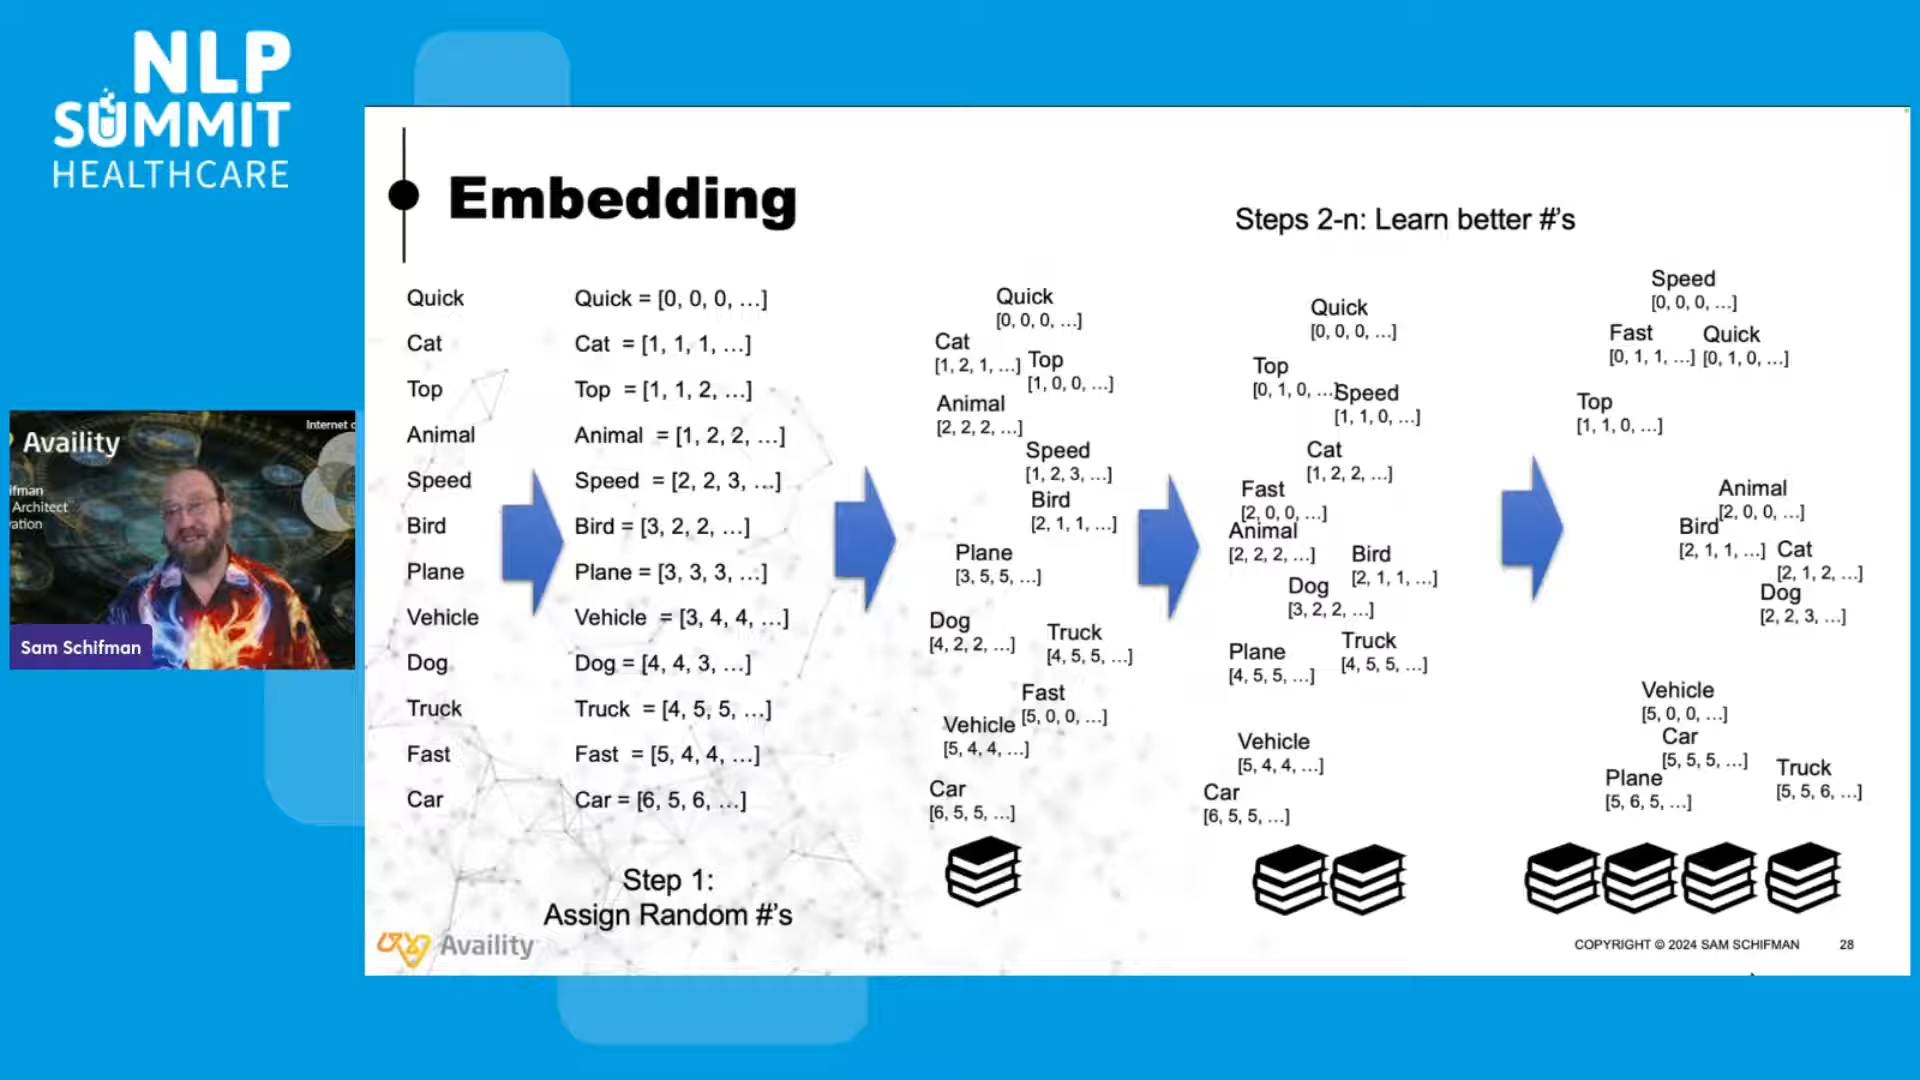 NLP
SUMMIT
HEALTHCARE
Availity
Internet
ifman
Architect
Sam Schifman
Embedding
Steps 2-n: Learn better #'s
Quick
Cat
Top
Animal
Speed
Bird
Plane
Vehicle
Dog
Truck
Fast
Car
Quick = [0, 0, 0, ...]
Cat = [1, 1, 1, ...]
Top = [1, 1, 2, ...]
Animal = [1, 2, 2, ...]
Speed = [2, 2, 3, ...]
Bird = [3, 2, 2, ...]
Plane = [3, 3, 3, ...]
Vehicle = [3, 4, 4, ...]
Dog = [4, 4, 3, ...]
Truck = [4, 5, 5, ...]
Fast = [5, 4, 4, ...]
Car = [6, 5, 6, ...]
Step 1:
Assign Random #'s
Quick
[0, 0, 0, ...]
Cat
[1, 2, 1, ...]
Top
[1, 0, 0, ...]
Animal
[2, 2, 2, ...]
Speed
[1, 2, 3, ...]
Bird
[2, 1, 1, ...]
Plane
[3, 5, 5, ...]
Dog
[4, 2, 2, ...]
Truck
[4, 5, 5, ...]
Fast
[5, 0, 0, ...]
Vehicle
[5, 4, 4, ...]
Car
[6, 5, 5, ...]
Quick
[0, 0, 0, ...]
Top
[0, 1, 0, ...
Speed
[1, 1, 0, ...]
Cat
[1, 2, 2, ...]
Fast
[2, 0, 0, ...]
Animal
[2, 2, 2, ...]
Bird
[2, 1, 1, ...]
Dog
[3, 2, 2, ...]
Truck
[4, 5, 5, ...]
Plane
[4, 5, 5, ...]
Vehicle
[5, 4, 4, ...]
Car
[6, 5, 5, ...]
Speed
[0, 0, 0, ...]
Fast
[0, 1, 1, ...]
Quick
[0, 1, 0, ...]
Top
[1, 1, 0, ...]
Animal
[2, 0, 0, ...]
Bird
[2, 1, 1, ...]
Cat
[2, 1, 2, ...]
Dog
[2, 2, 3, ...]
Vehicle
[5, 0, 0, ...]
Car
[5, 5, 5, ...]
Plane
[5, 6, 5, ...]
Truck
[5, 5, 6, ...]
Availity
COPYRIGHT © 2024 SAM SCHIFMAN
28